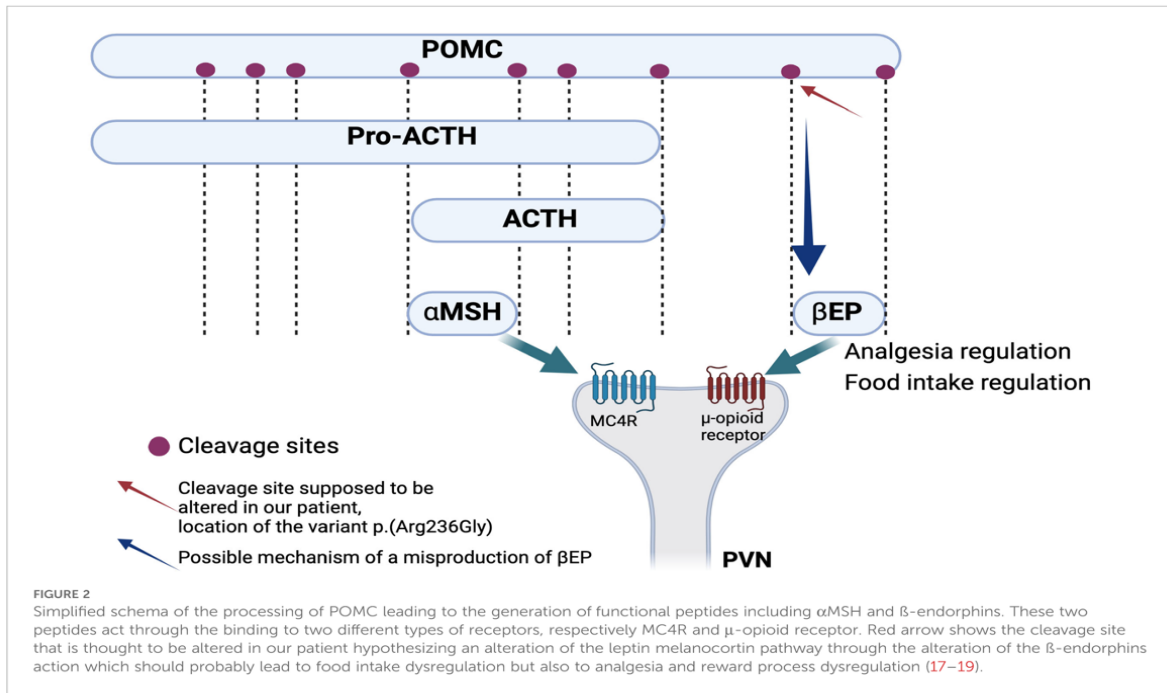 POMC
Pro-ACTH
ACTH
αMSH
βEP
Analgesia regulation
Food intake regulation
MC4R
μ-opioid
receptor
Cleavage sites
Cleavage site supposed to be
altered in our patient,
location of the variant p.(Arg236Gly)
Possible mechanism of a misproduction of βEP
PVN
FIGURE 2
Simplified schema of the processing of POMC leading to the generation of functional peptides including αMSH and ß-endorphins. These two
peptides act through the binding to two different types of receptors, respectively MC4R and μ-opioid receptor. Red arrow shows the cleavage site
that is thought to be altered in our patient hypothesizing an alteration of the leptin melanocortin pathway through the alteration of the ß-endorphins
action which should probably lead to food intake dysregulation but also to analgesia and reward process dysregulation (17–19).